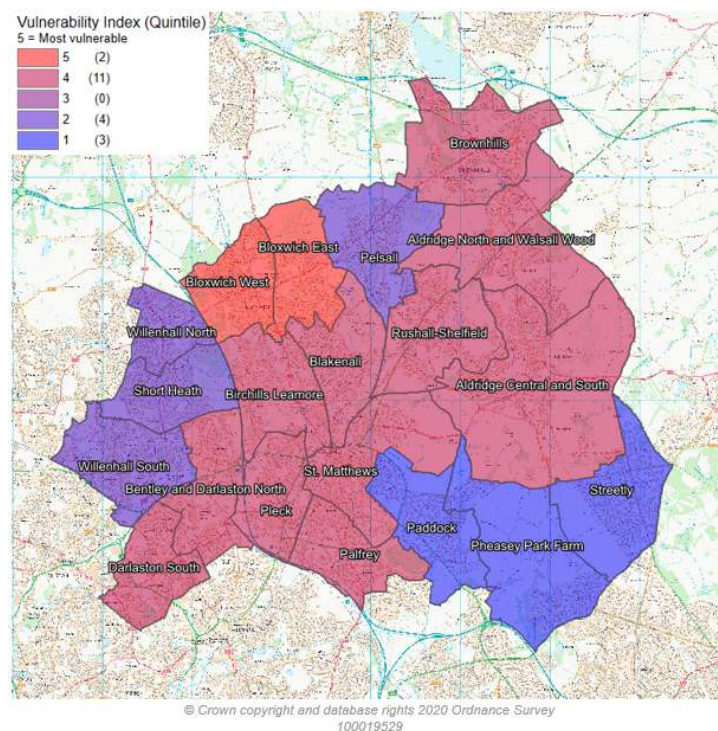 Vulnerability Index (Quintile)
5 = Most vulnerable
5 (2)
4 (11)
3 (0)
2 (4)
1 (3)
Brownhills
Bloxwich East
Aldridge North and Walsall Wood
Pelsall
Bloxwich West
Willenhall North
Rushall-Shelfield
Blakenall
Short Heath
Birchills Leamore
Aldridge Central and South
Willenhall South
St. Matthews
Bentley and Darlaston North
Streetly
Pleck
Paddock
Pheasey Park Farm
Palfrey
Darlaston South
© Crown copyright and database rights 2020 Ordnance Survey
100019529